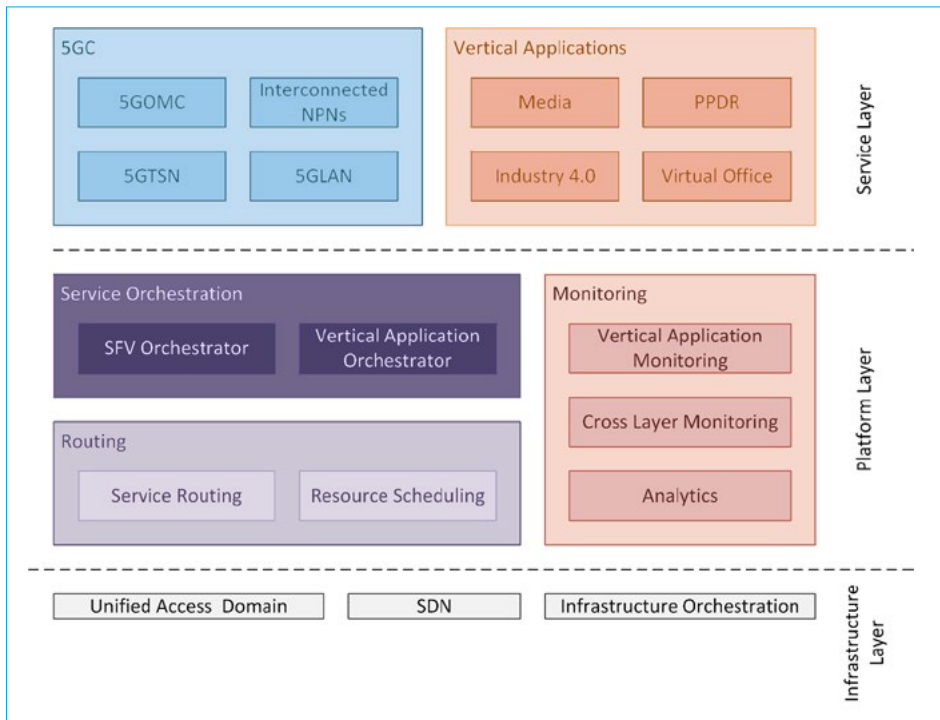 5GC
5GOMC
Interconnected
NPNs
5GTSN
5GLAN
Vertical Applications
Media
PPDR
Industry 4.0
Virtual Office
Service Layer
Service Orchestration
SFV Orchestrator
Vertical Application
Orchestrator
Routing
Service Routing
Resource Scheduling
Monitoring
Vertical Application
Monitoring
Cross Layer Monitoring
Analytics
Platform Layer
Unified Access Domain
SDN
Infrastructure Orchestration
Infrastructure
Layer